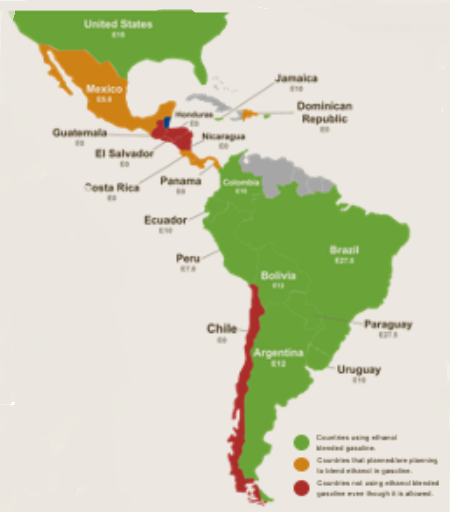 United States
E10
Mexico
E5.8
Jamaica
E10
Dominican
Republic
E0
Honduras
E0
Guatemala
E0
Nicaragua
E0
El Salvador
E0
Costa Rica
E0
Panama
E0
Colombia
E10
Ecuador
E10
Peru
E7.8
Brazil
E27.5
Bolivia
E12
Chile
E0
Paraguay
E27.5
Argentina
E12
Uruguay
E10
Countries using ethanol
blended gasoline.
Countries that planned/are planning
to blend ethanol in gasoline.
Countries not using ethanol blended
gasoline even though it is allowed.